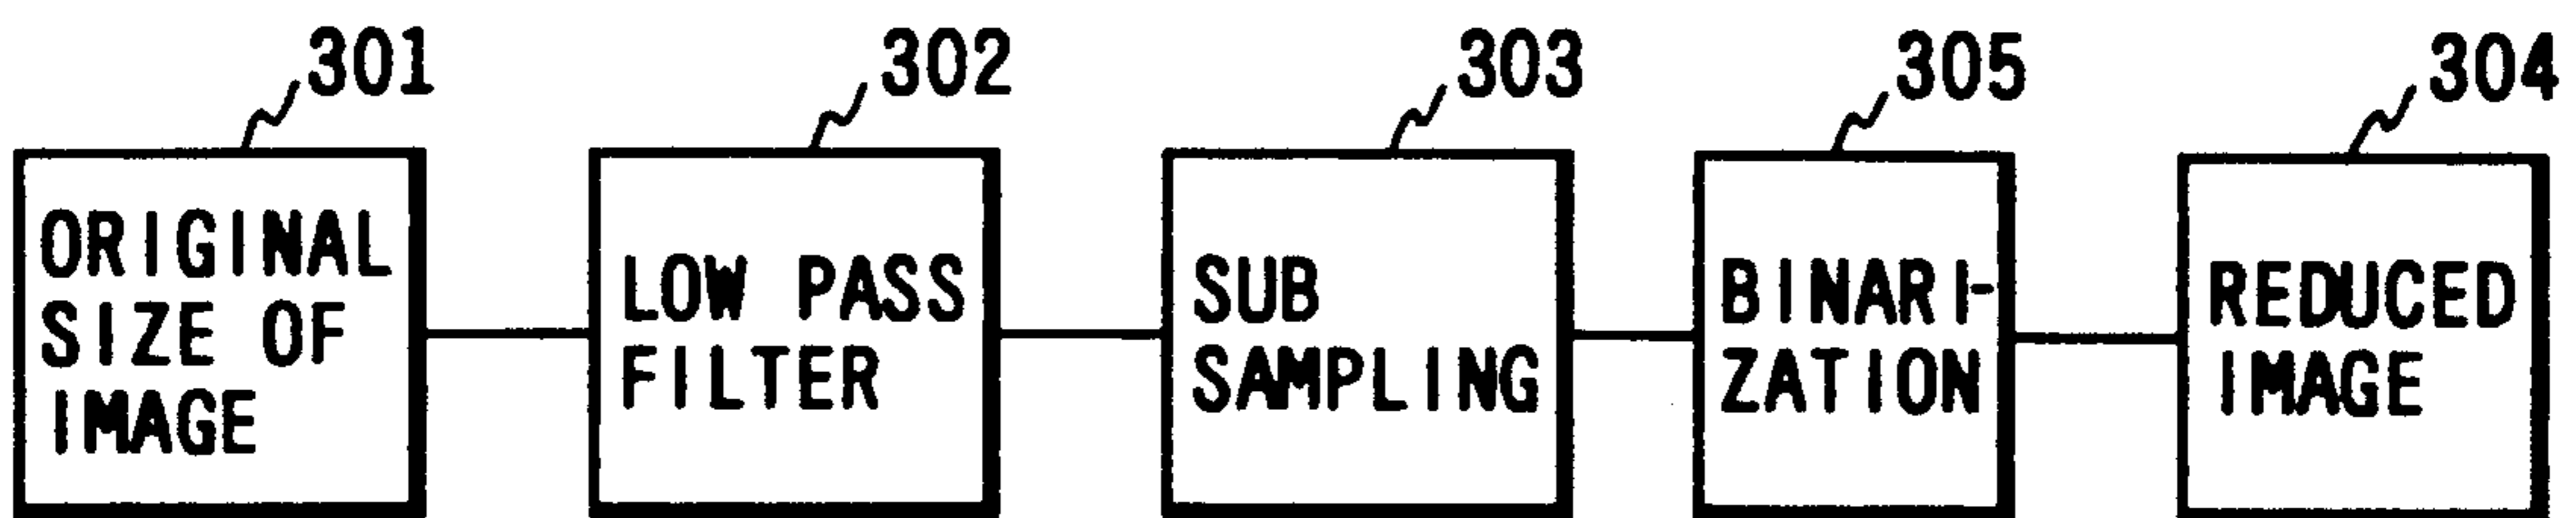 301
302
303
305
304
ORIGINAL
SIZE OF
IMAGE
LOW PASS
FILTER
SUB
SAMPLING
BINARI-
ZATION
REDUCED
IMAGE